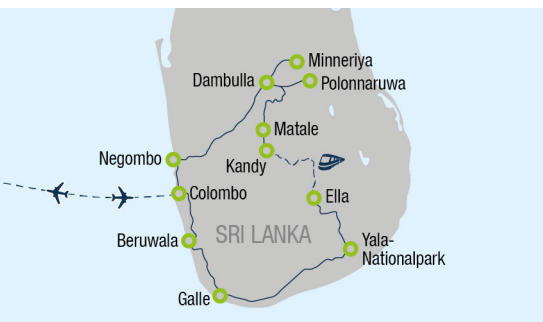 Minneriya
Dambulla
Polonnaruwa
Matale
Negombo
Kandy
Colombo
Ella
Beruwala
SRI LANKA
Yala-
Nationalpark
Galle